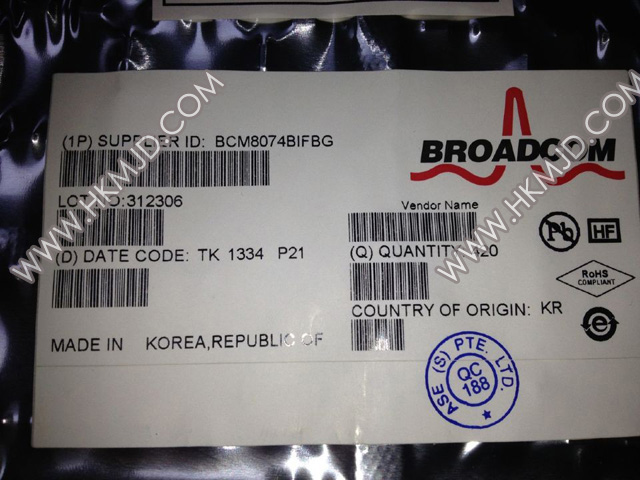 (1P) SUPPLIER ID: BCM8074BIFBG
BROADCOM
LOT ID:312306
Vendor Name
(D) DATE CODE: TK 1334 P21
(Q) QUANTITY
Pb
HF
RoHS
COMPLIANT
e
COUNTRY OF ORIGIN: KR
MADE IN KOREA,REPUBLIC OF
ASE (S) PTE. LTD.
QC
188
WWW.HKMJD.COM
WWW.HKMJD.COM